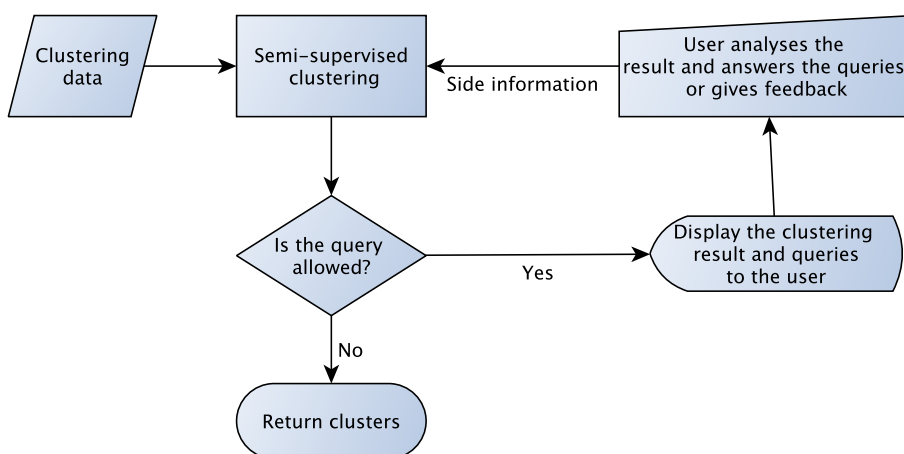 Clustering
data
Semi-supervised
clustering
User analyses the
result and answers the queries
or gives feedback
Side information
Is the query
allowed?
Yes
Display the clustering
result and queries
to the user
No
Return clusters